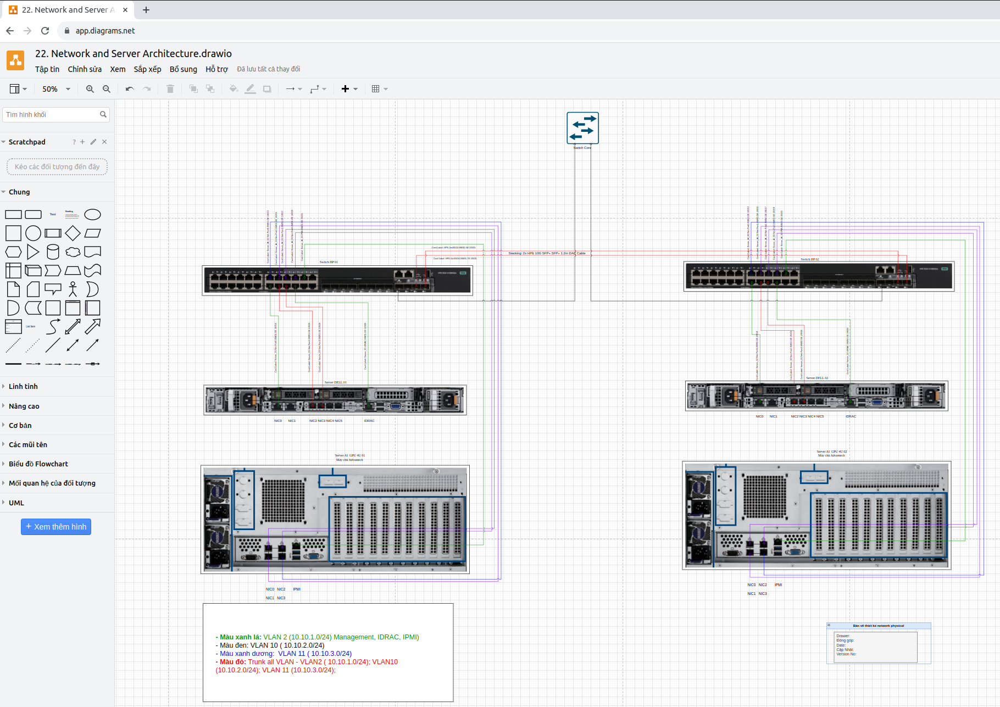 22. Network and Server A
app.diagrams.net
22. Network and Server Architecture.drawio
Tập tin Chỉnh sửa Xem Sắp xếp Bổ sung Hỗ trợ Đã lưu tất cả thay đổi
50%
Tìm hình khối
Scratchpad
Kéo các đối tượng đến đây
Chung
Text
Heading
List Item
Linh tinh
Nâng cao
Cơ bản
Các mũi tên
Biểu đồ Flowchart
Mối quan hệ của đối tượng
UML
+ Xem thêm hình
Switch Core
Stacking: 2x HPE 10G SFP+ SFP+ 1.2m DAC Cable
Switch HP 01
Switch HP 02
Server DELL 01
NIC0 NIC1 NIC2 NIC3 NIC4 NIC5 IDRAC
Server DELL 02
NIC0 NIC1 NIC2 NIC3 NIC4 NIC5 IDRAC
Server AI GPU 4U 01
Máy chủ Advantech
Server AI GPU 4U 02
Máy chủ Advantech
NIC0 NIC2 IPMI
NIC1 NIC3
NIC0 NIC2 IPMI
NIC1 NIC3
- Màu xanh lá: VLAN 2 (10.10.1.0/24) Management, IDRAC, IPMI)
- Màu đen: VLAN 10 ( 10.10.2.0/24)
- Màu xanh dương: VLAN 11 ( 10.10.3.0/24)
- Màu đỏ: Trunk all VLAN - VLAN2 ( 10.10.1.0/24); VLAN10
(10.10.2.0/24); VLAN 11 (10.10.3.0/24);
Bản vẽ thiết kế network physical
Drawer:
Đóng góp:
Date:
Cập Nhật:
Version No: